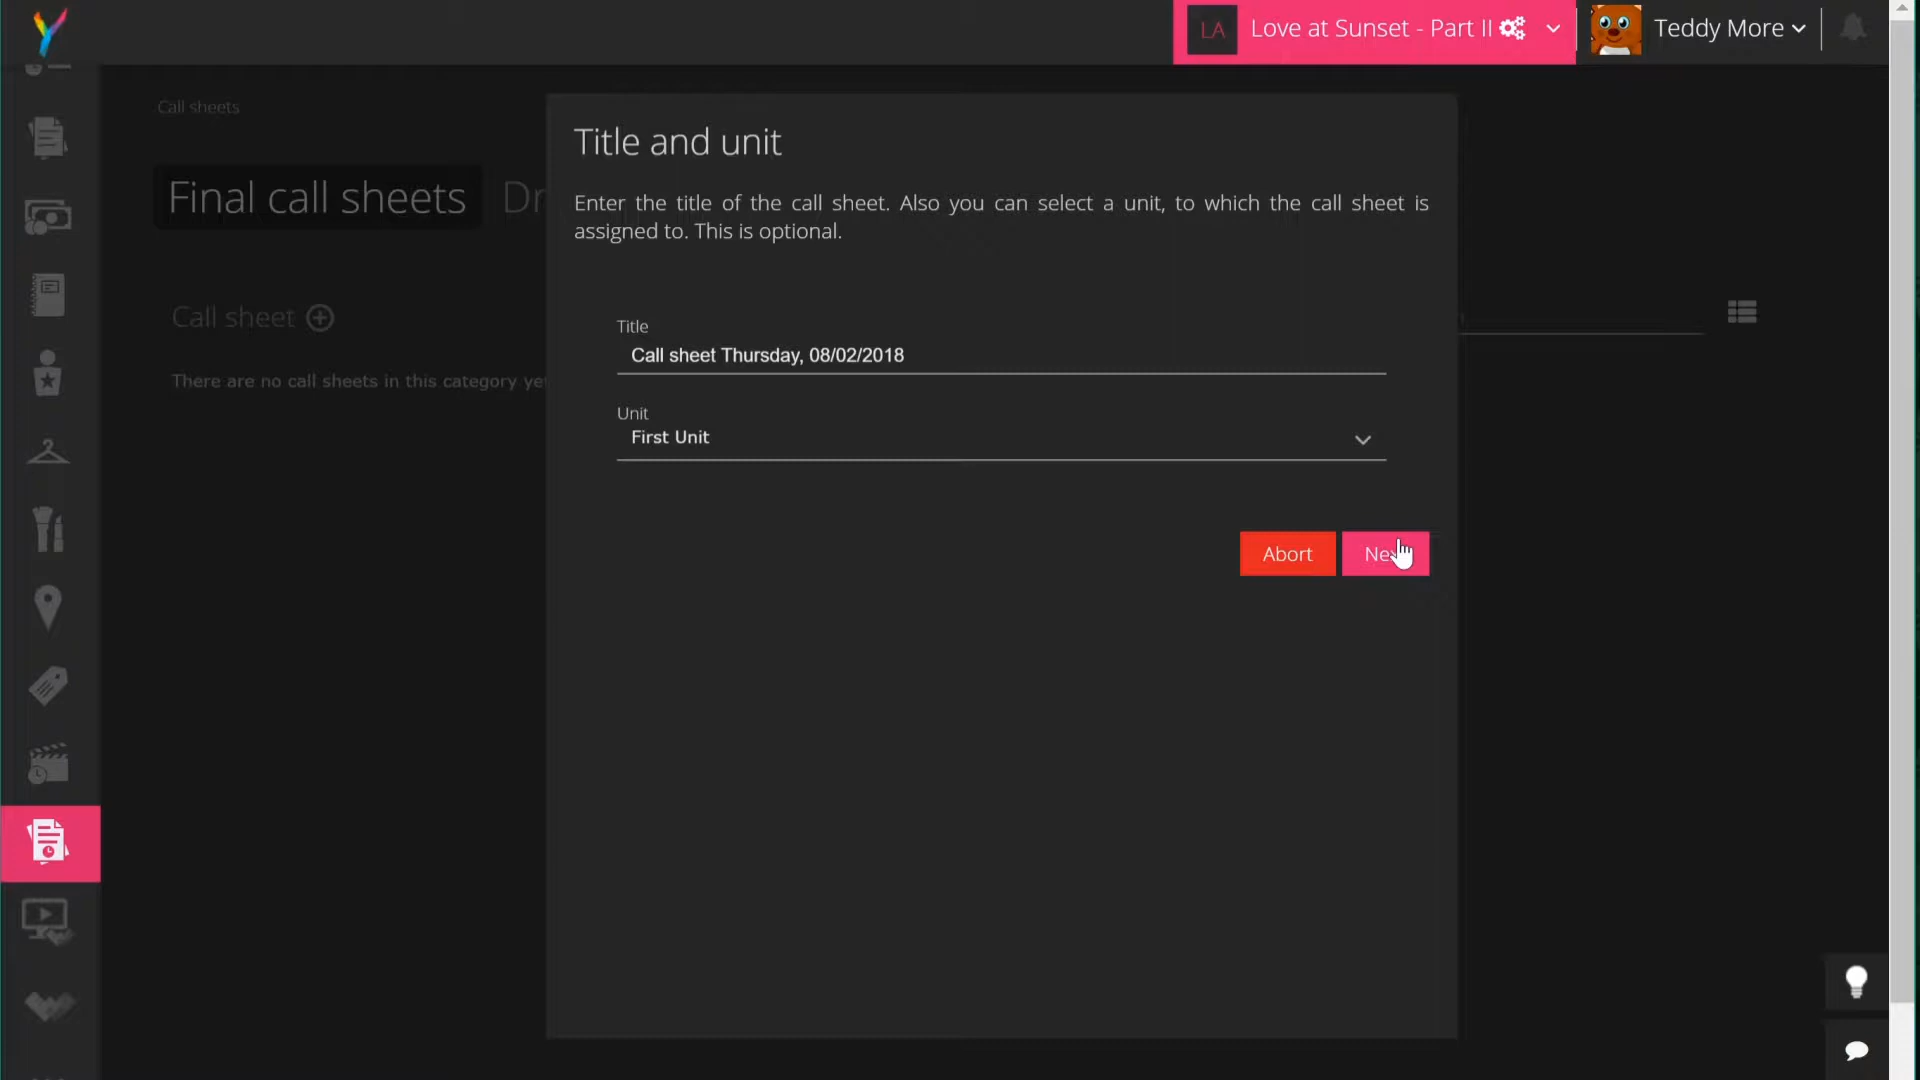 LA
Love at Sunset - Part II
Teddy More
Call sheets
Title and unit
Final call sheets
Enter the title of the call sheet. Also you can select a unit, to which the call sheet is
assigned to. This is optional.
Call sheet
There are no call sheets in this category
Title
Call sheet Thursday, 08/02/2018
Unit
First Unit
Abort